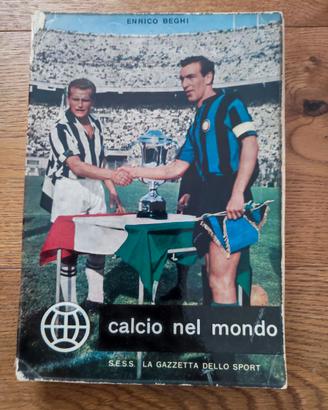 ENRICO BEGHI
calcio nel mondo
S.E.S.S. LA GAZZETTA DELLO SPORT